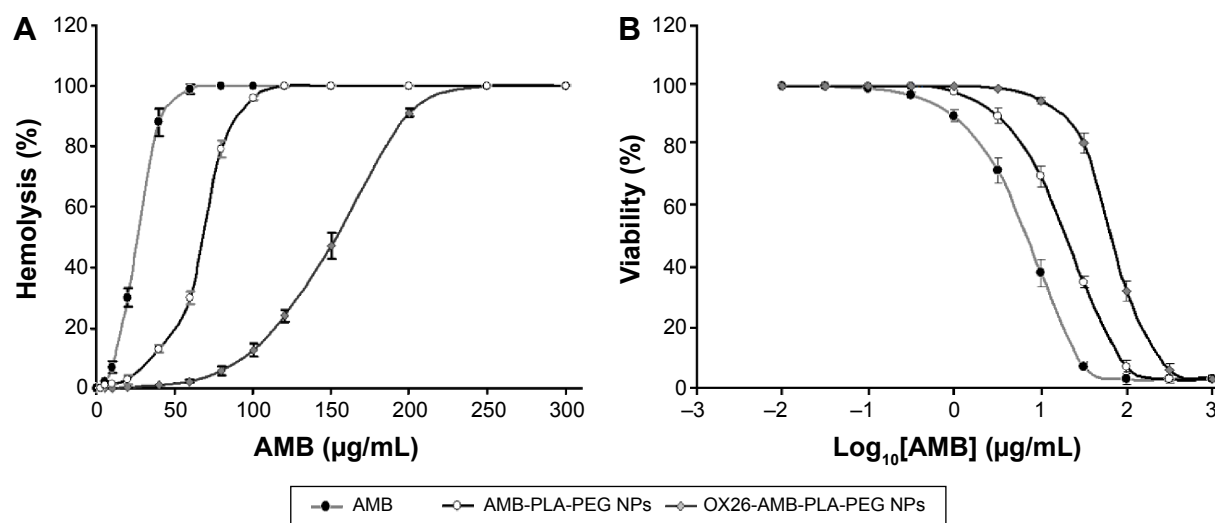 A
Hemolysis (%)
120
100
80
60
40
20
0
0 50 100 150 200 250 300
AMB (µg/mL)
B
Viability (%)
120
100
80
60
40
20
0
–3 –2 –1 0 1 2 3
Log₁₀[AMB] (µg/mL)
AMB AMB-PLA-PEG NPs OX26-AMB-PLA-PEG NPs